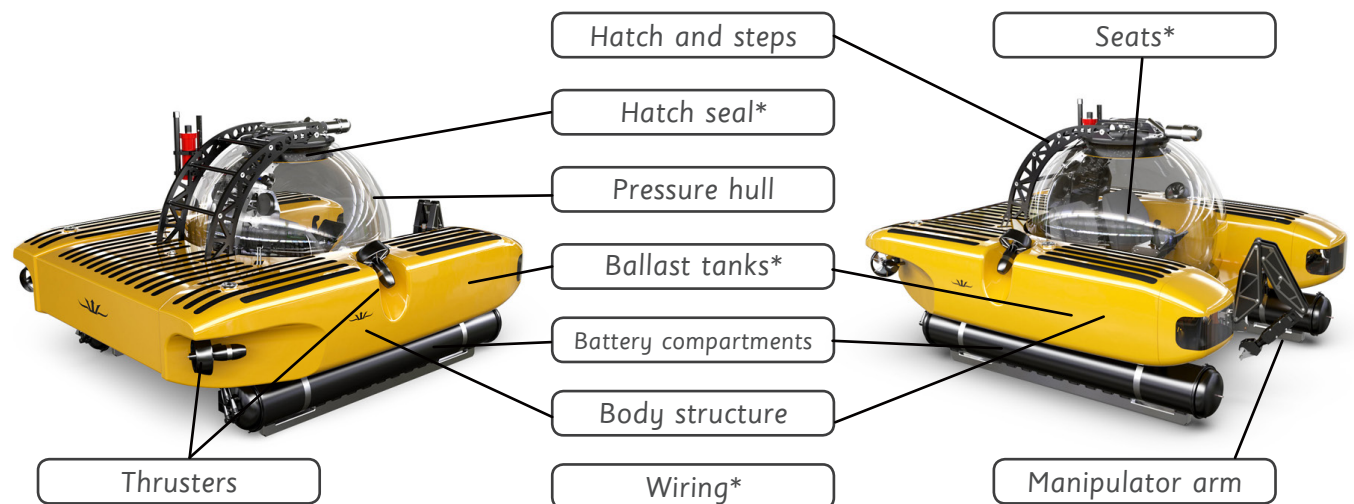 Hatch and steps
Seats*
Hatch seal*
Pressure hull
Ballast tanks*
Battery compartments
Body structure
Thrusters
Wiring*
Manipulator arm